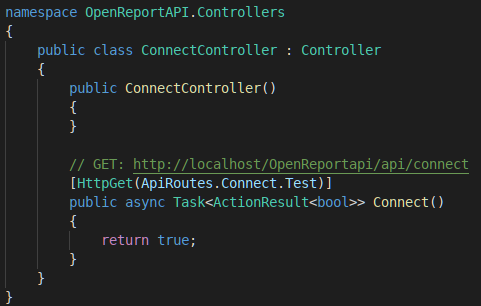 namespace OpenReportAPI.Controllers
{
    public class ConnectController : Controller
    {
        public ConnectController()
        {
        }

        // GET: http://localhost/OpenReportapi/api/connect
        [HttpGet(ApiRoutes.Connect.Test)]
        public async Task<ActionResult<bool>> Connect()
        {
            return true;
        }
    }
}